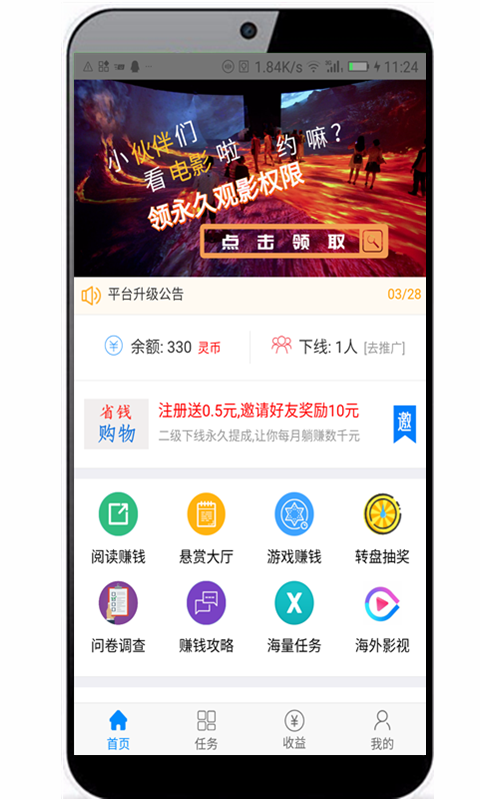 1.84K/s 11:24
小伙伴们
看电影啦 约嘛？
领永久观影权限
点击领取
平台升级公告 03/28
余额: 330 灵币 下线: 1人 [去推广]
省钱
购物
注册送0.5元,邀请好友奖励10元
二级下线永久提成,让你每月躺赚数千元
邀
阅读赚钱 悬赏大厅 游戏赚钱 转盘抽奖
问卷调查 赚钱攻略 海量任务 海外影视
首页 任务 收益 我的